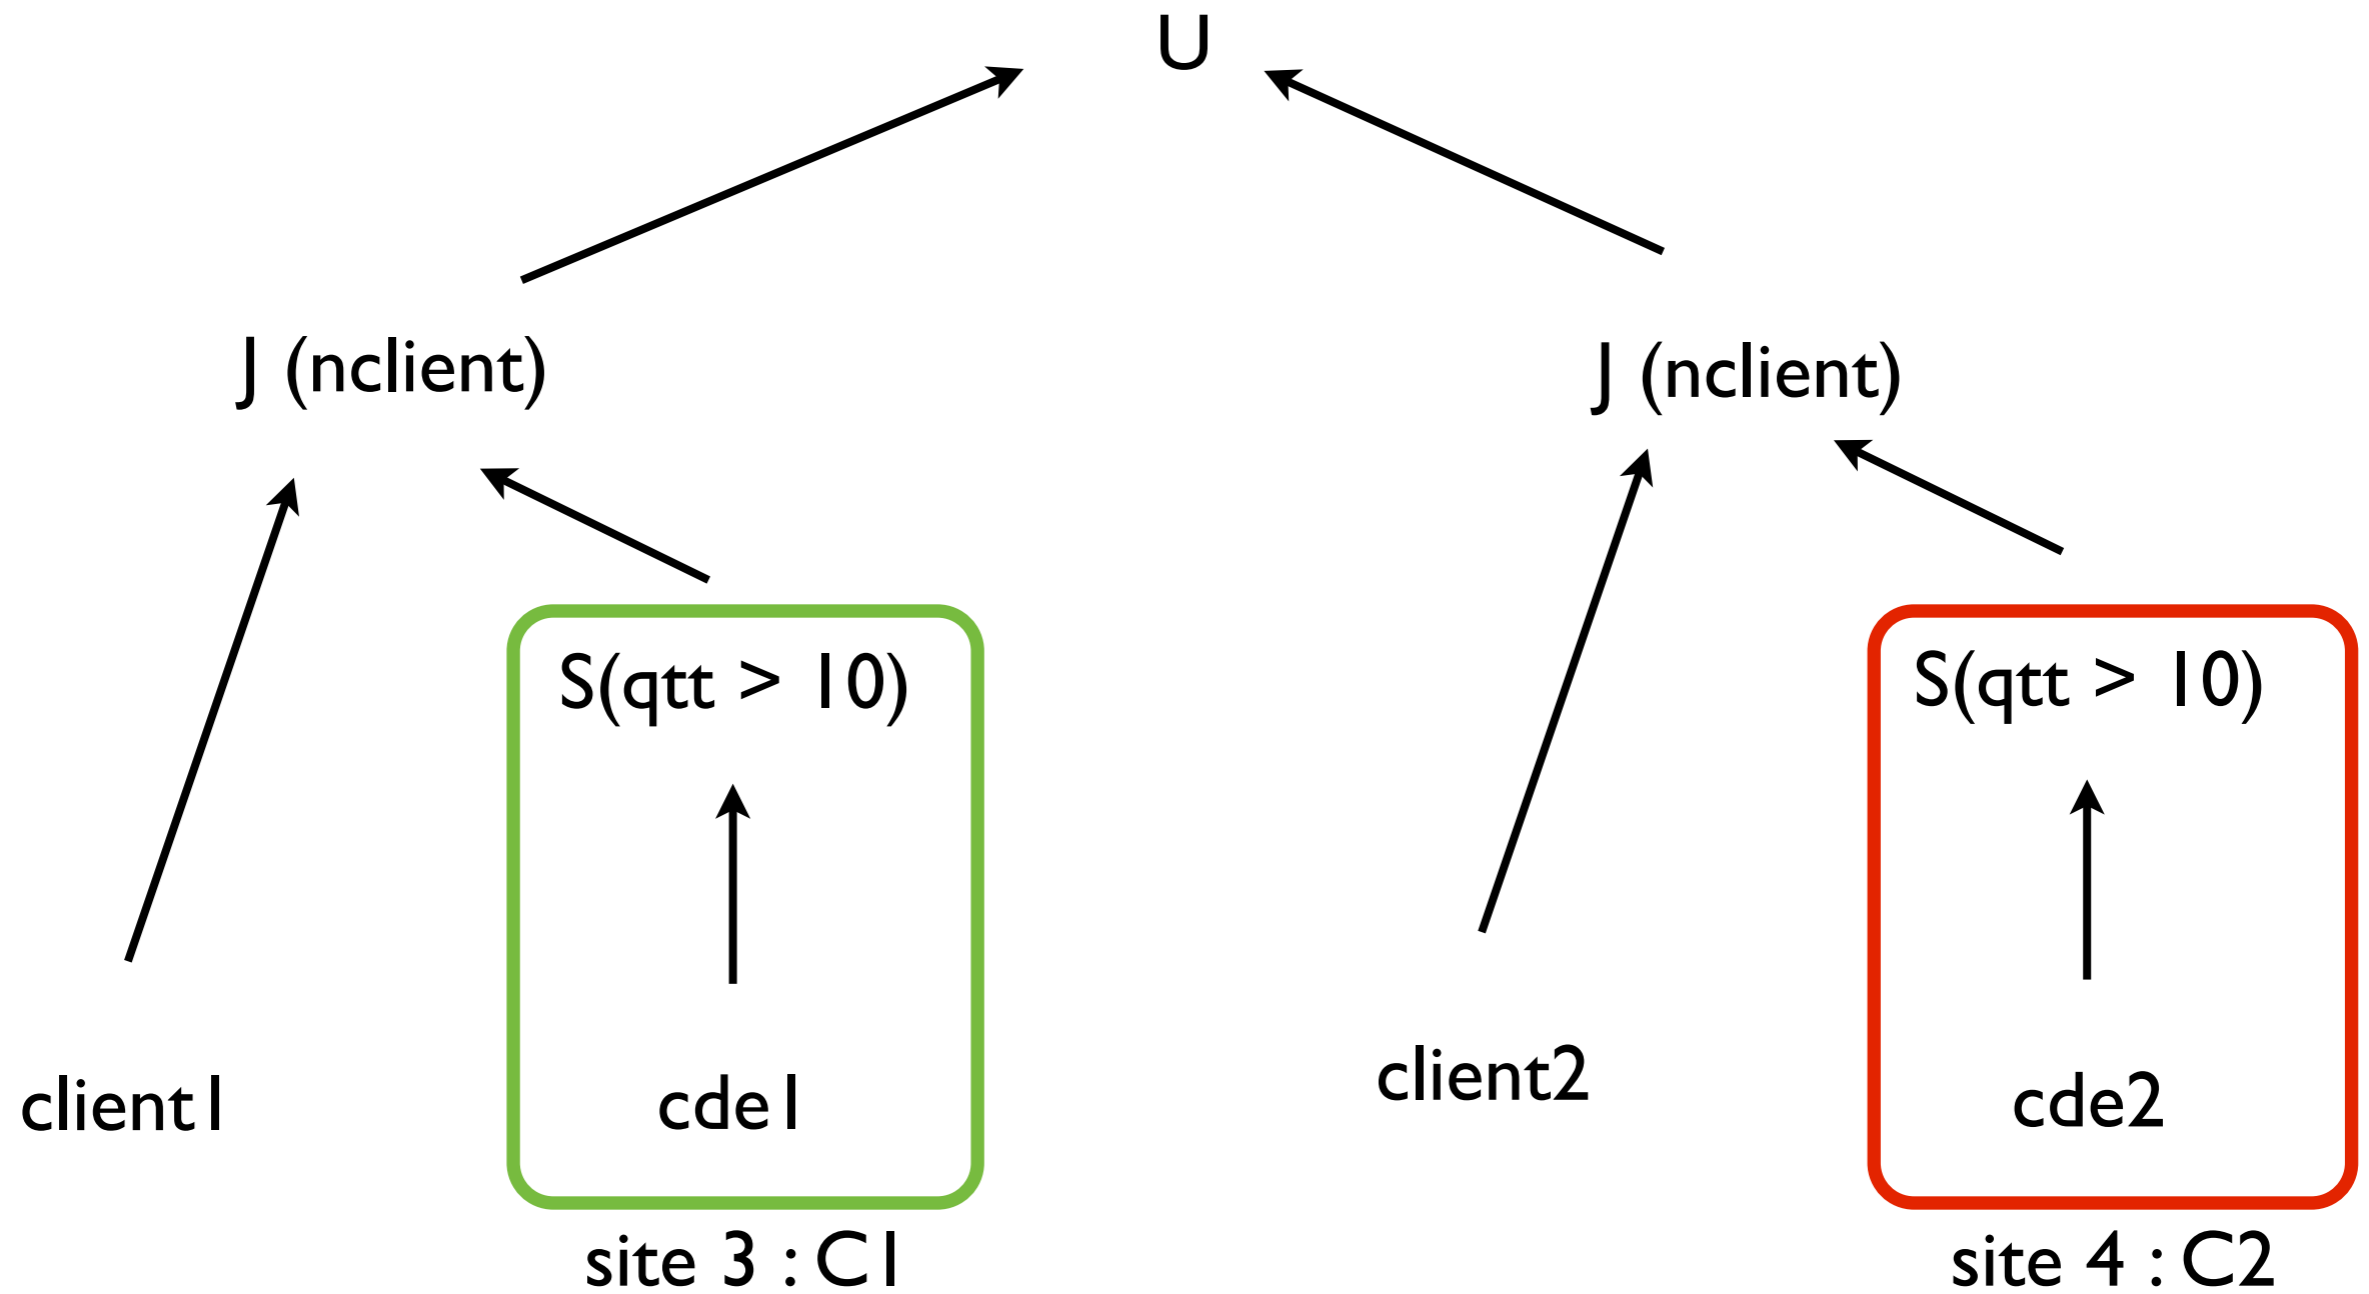 U
J (nclient)
J (nclient)
S(qtt > 10)
S(qtt > 10)
client1
cde1
client2
cde2
site 3 : C1
site 4 : C2